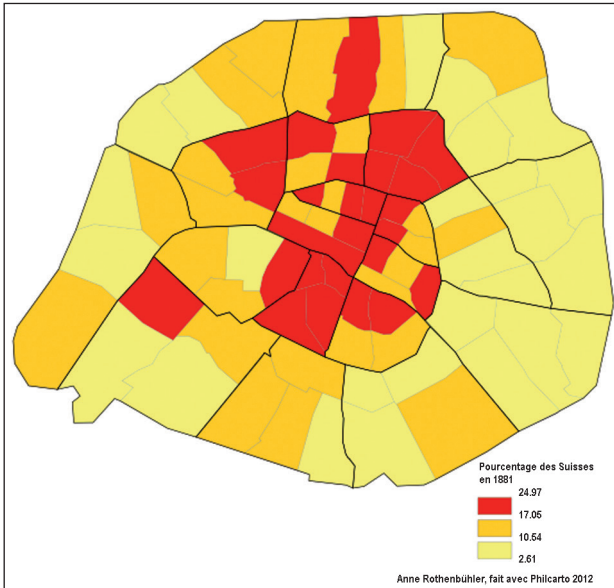 Pourcentage des Suisses
en 1881
24.97
17.05
10.54
2.61
Anne Rothenbühler, fait avec Philcarto 2012